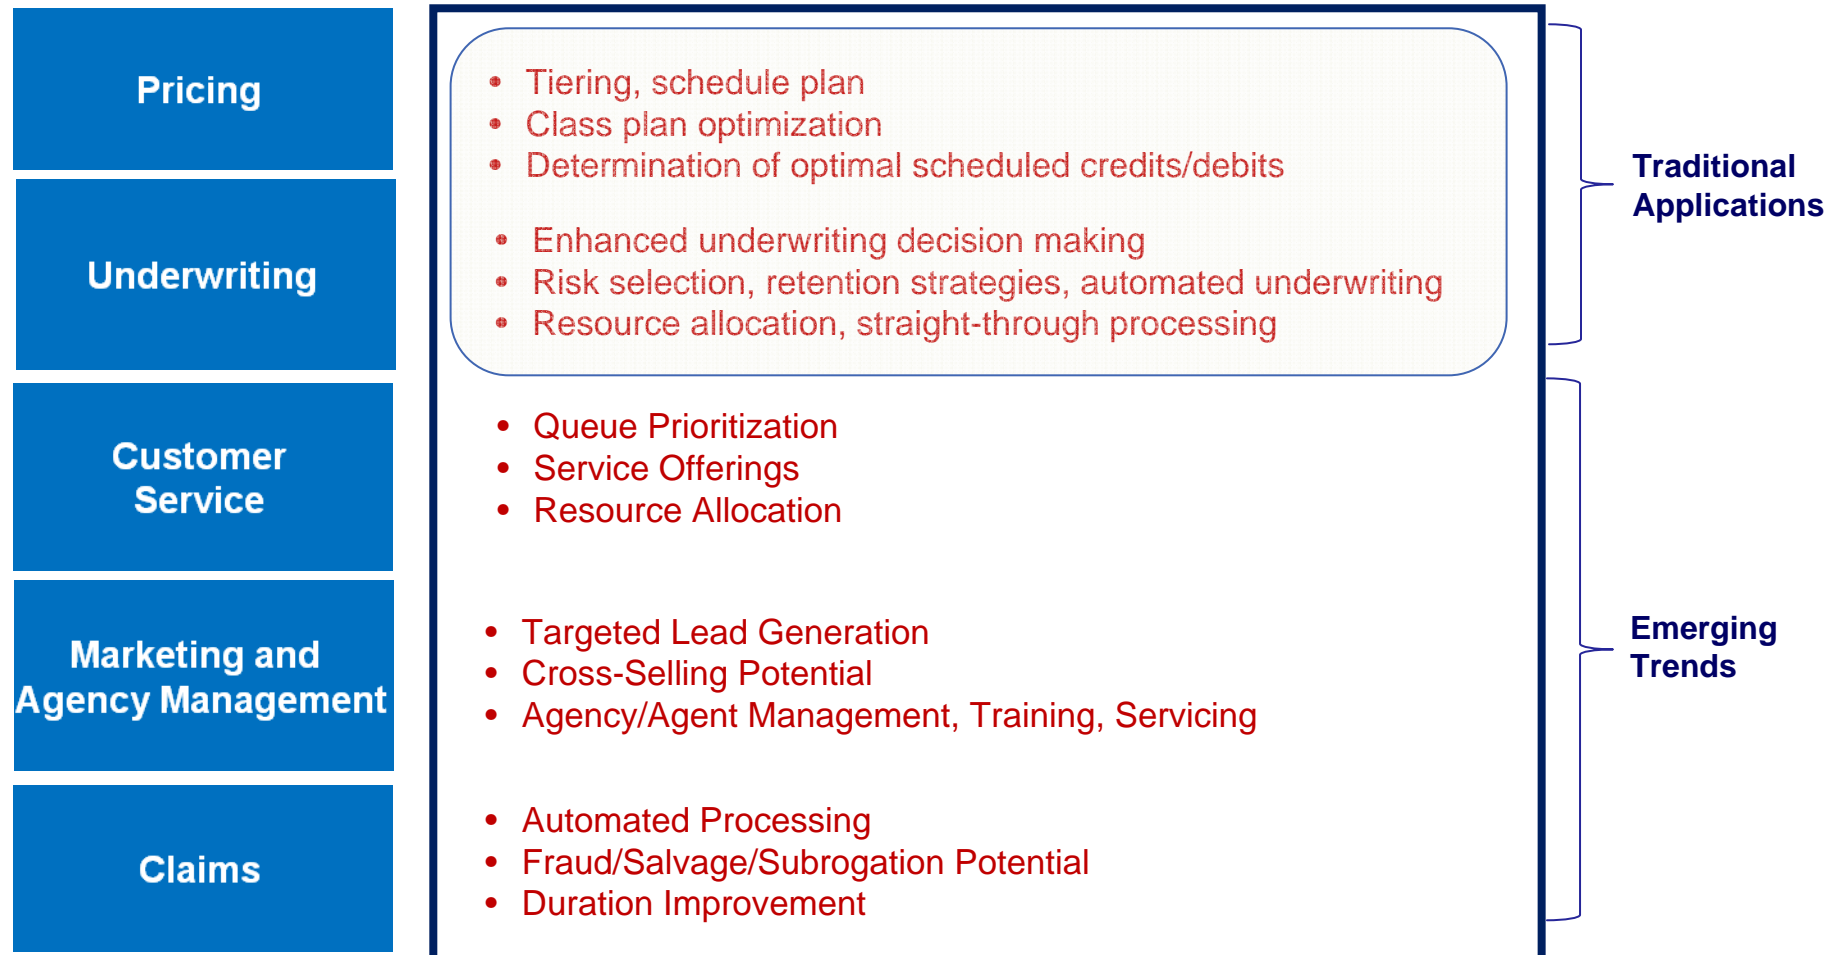 Pricing
• Tiering, schedule plan
• Class plan optimization
• Determination of optimal scheduled credits/debits
Underwriting
• Enhanced underwriting decision making
• Risk selection, retention strategies, automated underwriting
• Resource allocation, straight-through processing
Traditional
Applications
Customer
Service
• Queue Prioritization
• Service Offerings
• Resource Allocation
Marketing and
Agency Management
• Targeted Lead Generation
• Cross-Selling Potential
• Agency/Agent Management, Training, Servicing
Claims
• Automated Processing
• Fraud/Salvage/Subrogation Potential
• Duration Improvement
Emerging
Trends